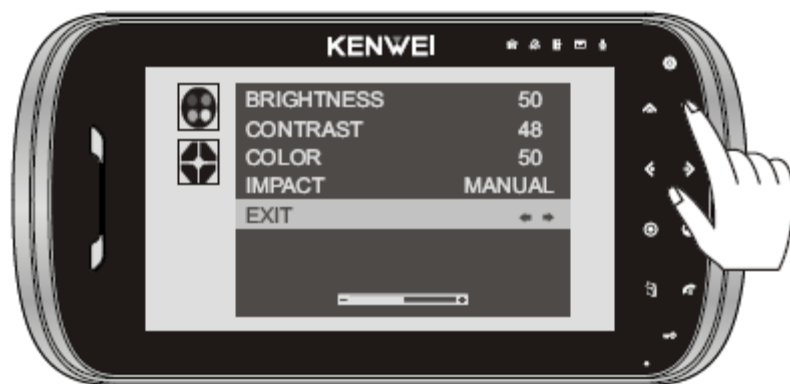 KENWEI
BRIGHTNESS 50
CONTRAST 48
COLOR 50
IMPACT MANUAL
EXIT